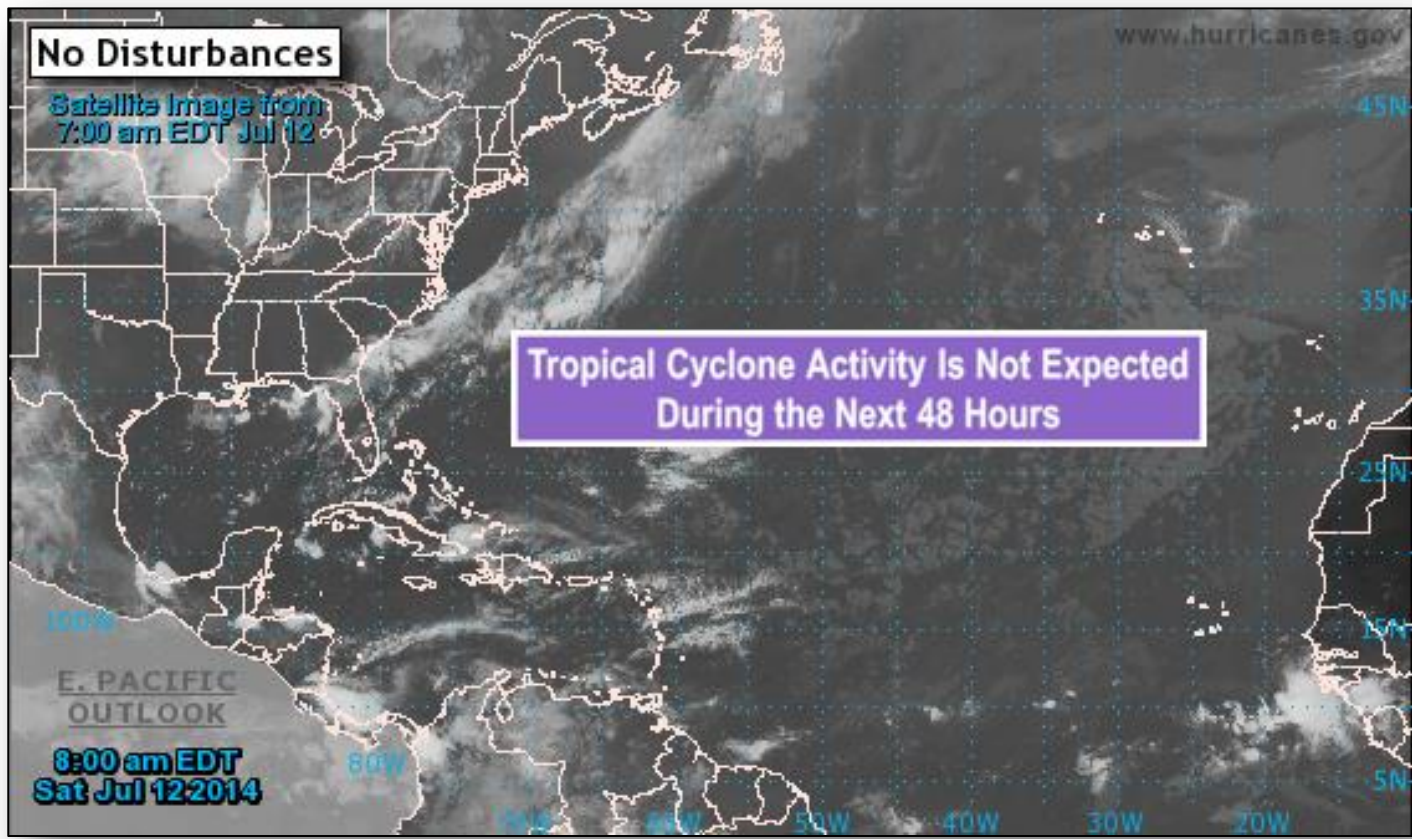 No Disturbances
www.hurricanes.gov
Satellite Image from
7:00 am EDT Jul 12
45N
35N
Tropical Cyclone Activity Is Not Expected
During the Next 48 Hours
25N
100W
15N
E. PACIFIC
OUTLOOK
8:00 am EDT
Sat Jul 12 2014
80W
5N
70W
60W
50W
40W
30W
20W